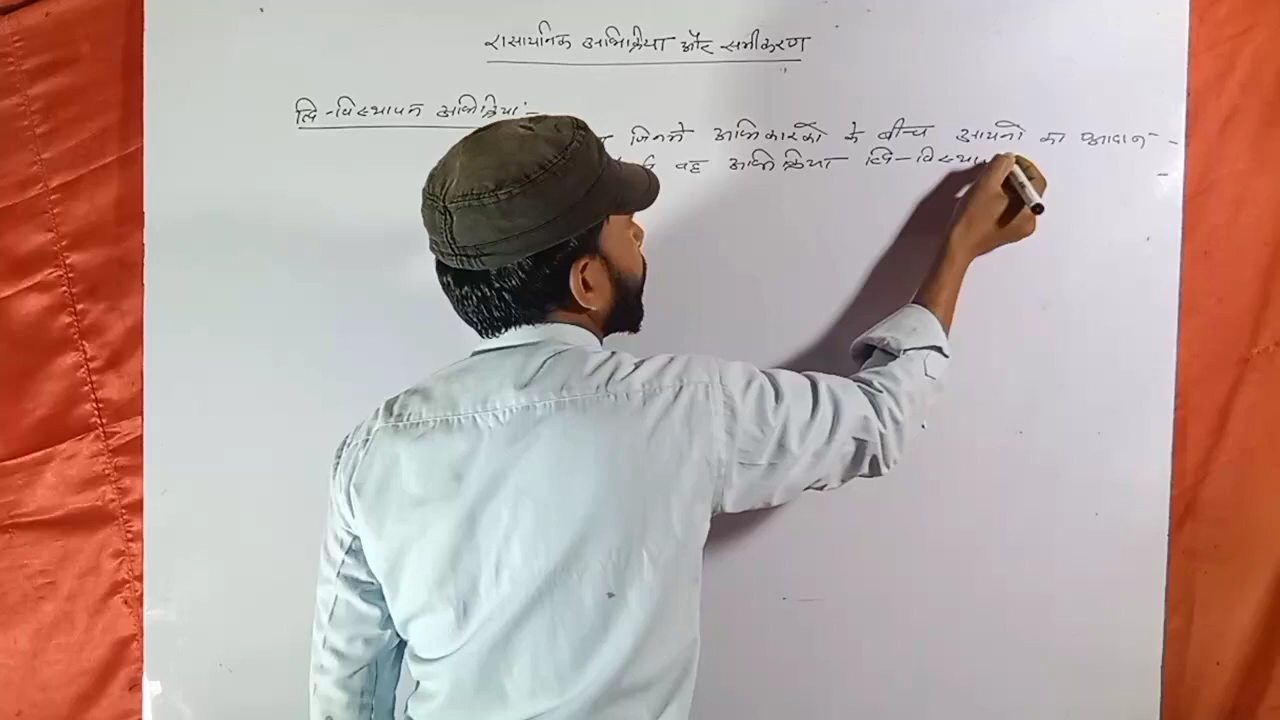 रासायनिक अभिक्रिया और समीकरण
द्वि-विस्थापन अभिक्रिया:-
जिनमे अभिकारको के बीच आयनो का आदान-
वह अभिक्रिया द्वि-विस्था